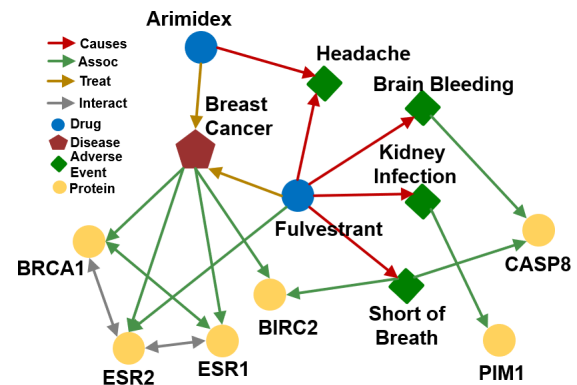 Arimidex
Causes
Assoc
Treat
Interact
Drug
Disease
Adverse
Event
Protein
Headache
Brain Bleeding
Breast
Cancer
Kidney
Infection
Fulvestrant
BRCA1
CASP8
BIRC2
Short of
Breath
ESR2
ESR1
PIM1